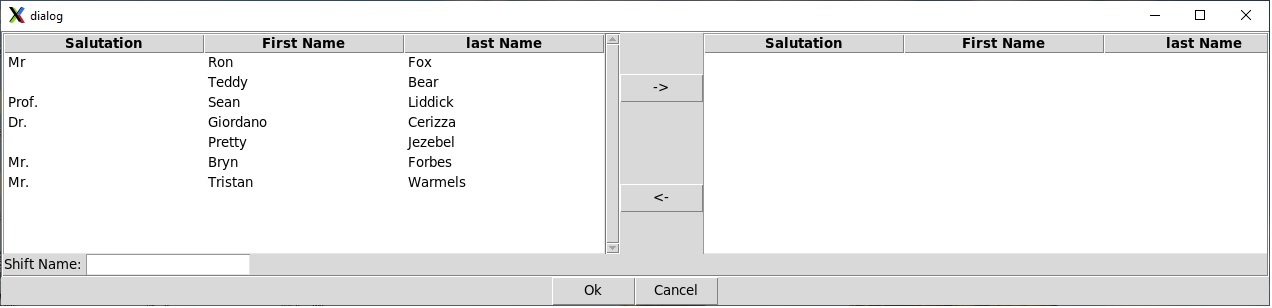 dialog
Salutation First Name last Name Salutation First Name last Name
Mr Ron Fox
Teddy Bear
->
Prof. Sean Liddick
Dr. Giordano Cerizza
Pretty Jezebel
Mr. Bryn Forbes
Mr. Tristan Warmels
<-
Shift Name:
Ok Cancel